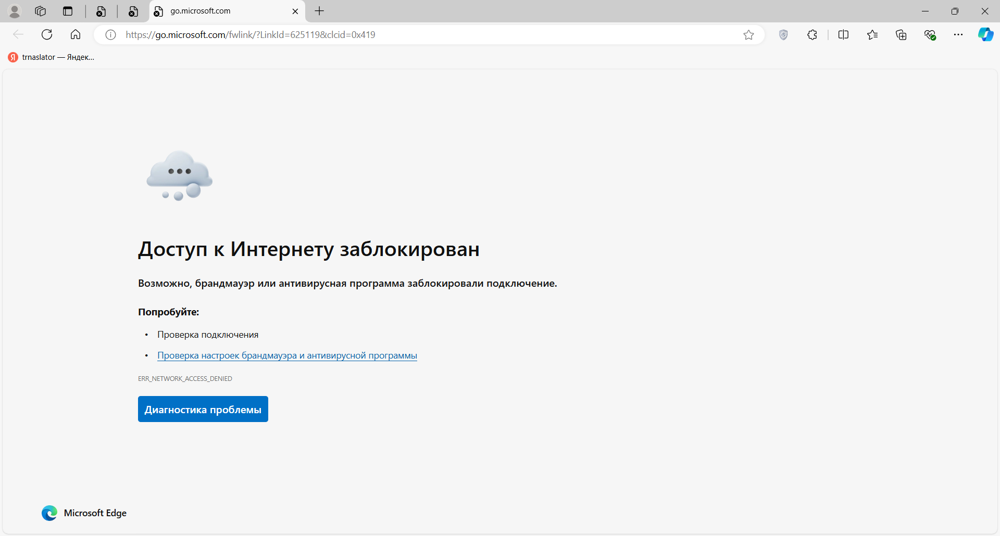 go.microsoft.com
https://go.microsoft.com/fwlink/?LinkId=625119&clcid=0x419
Я trnaslator — Яндек...
Доступ к Интернету заблокирован
Возможно, брандмауэр или антивирусная программа заблокировали подключение.
Попробуйте:
• Проверка подключения
• Проверка настроек брандмауэра и антивирусной программы
ERR_NETWORK_ACCESS_DENIED
Диагностика проблемы
Microsoft Edge